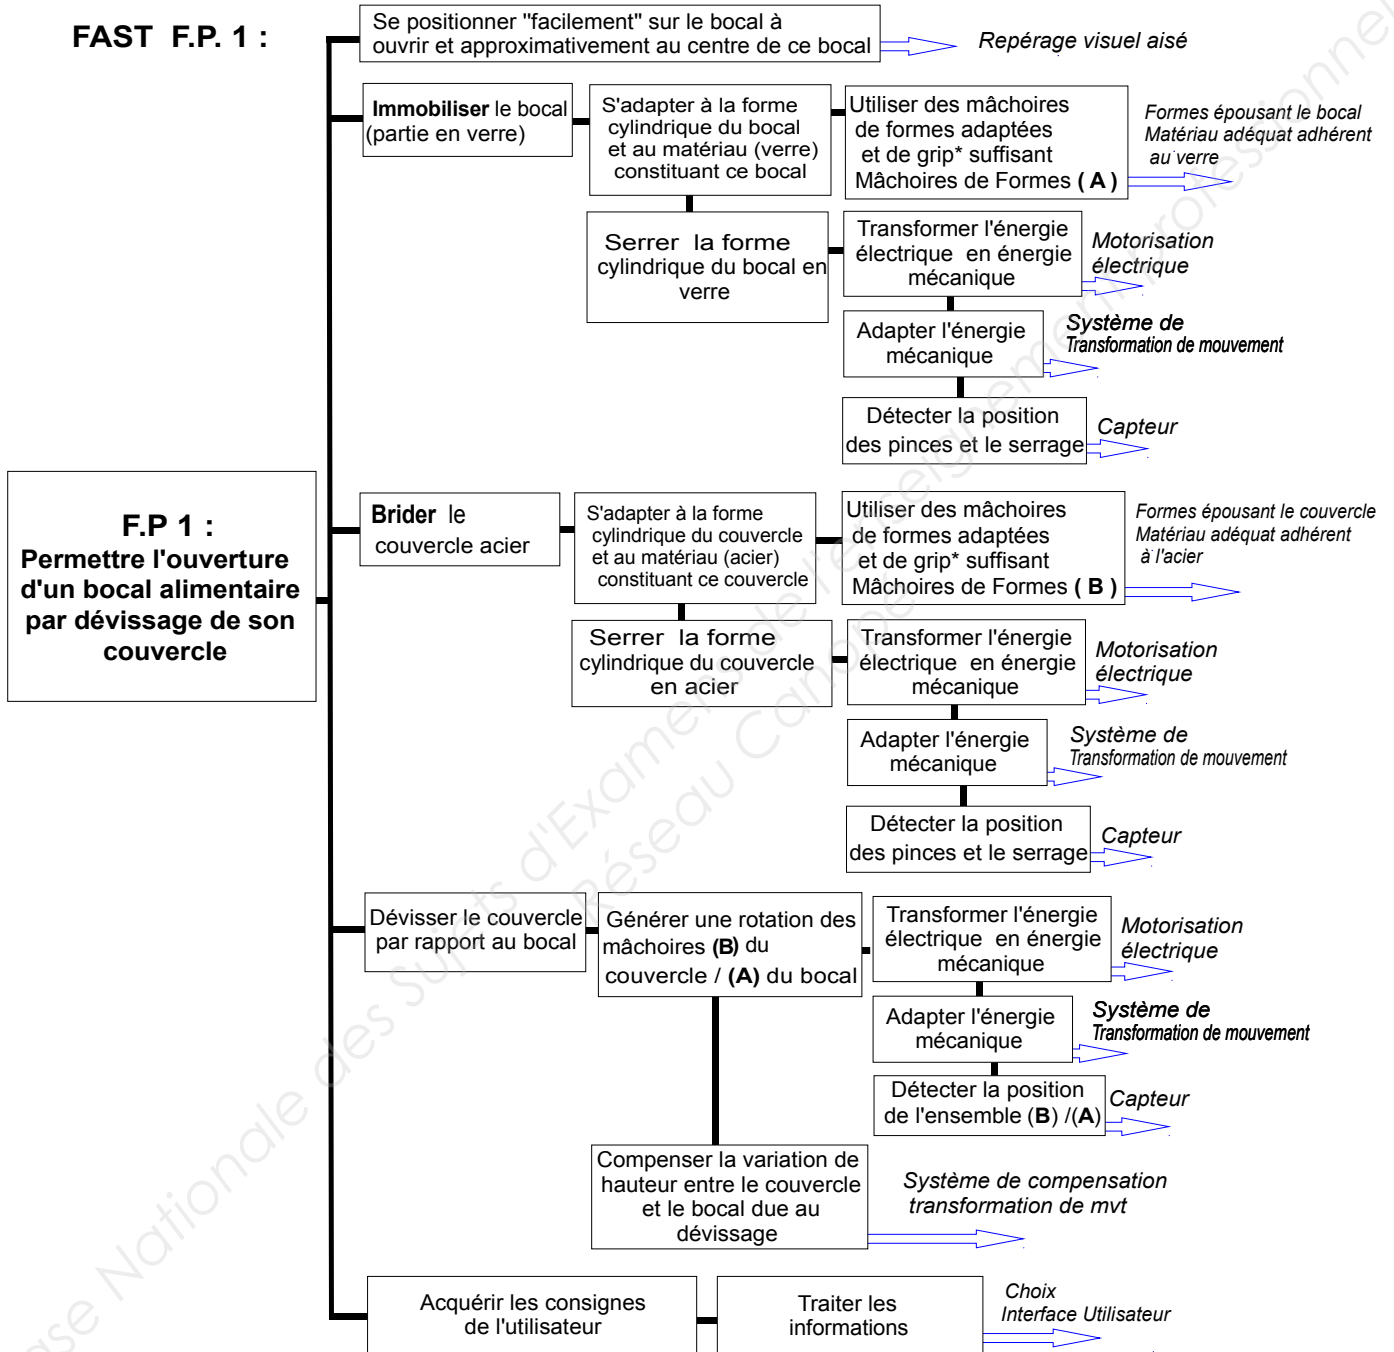 FAST F.P. 1 :
Se positionner "facilement" sur le bocal à
ouvrir et approximativement au centre de ce bocal
Repérage visuel aisé
Immobiliser le bocal
(partie en verre)
S'adapter à la forme
cylindrique du bocal
et au matériau (verre)
constituant ce bocal
Utiliser des mâchoires
de formes adaptées
et de grip* suffisant
Mâchoires de Formes ( A )
Formes épousant le bocal
Matériau adéquat adhérent
au verre
Serrer la forme
cylindrique du bocal en
verre
Transformer l'énergie
électrique en énergie
mécanique
Motorisation
électrique
Adapter l'énergie
mécanique
Système de
Transformation de mouvement
Détecter la position
des pinces et le serrage
Capteur
F.P 1 :
Permettre l'ouverture
d'un bocal alimentaire
par dévissage de son
couvercle
Brider le
couvercle acier
S'adapter à la forme
cylindrique du couvercle
et au matériau (acier)
constituant ce couvercle
Utiliser des mâchoires
de formes adaptées
et de grip* suffisant
Mâchoires de Formes ( B )
Formes épousant le couvercle
Matériau adéquat adhérent
à l'acier
Serrer la forme
cylindrique du couvercle
en acier
Transformer l'énergie
électrique en énergie
mécanique
Motorisation
électrique
Adapter l'énergie
mécanique
Système de
Transformation de mouvement
Détecter la position
des pinces et le serrage
Capteur
Dévisser le couvercle
par rapport au bocal
Générer une rotation des
mâchoires (B) du
couvercle / (A) du bocal
Transformer l'énergie
électrique en énergie
mécanique
Motorisation
électrique
Adapter l'énergie
mécanique
Système de
Transformation de mouvement
Détecter la position
de l'ensemble (B) /(A)
Capteur
Compenser la variation de
hauteur entre le couvercle
et le bocal due au
dévissage
Système de compensation
transformation de mvt
Acquérir les consignes
de l'utilisateur
Traiter les
informations
Choix
Interface Utilisateur
ase Nationale des Sujets d'Examens de l'enseignement professionnel
Réseau Canopé